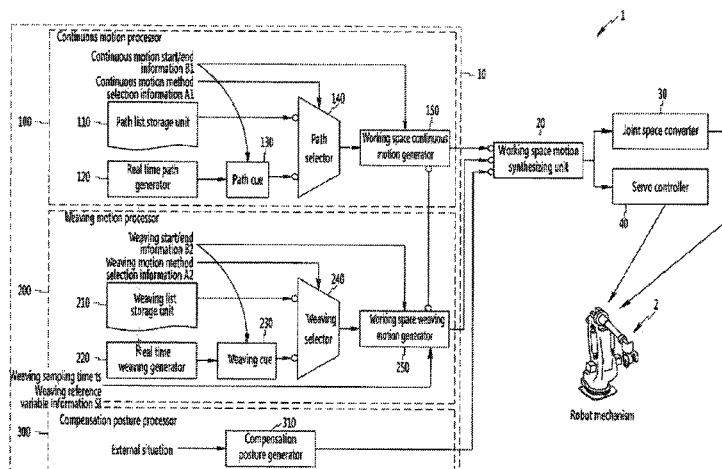 1
Continuous motion processor
10
Continuous motion start/end
information B1
Continuous motion method
selection information A1
140
150
30
100
110
Path list storage unit
Path
selector
Working space continuous
motion generator
20
Working space motion
synthesizing unit
Joint space converter
130
120
Real time path
generator
Path cue
Servo controller
40
Weaving motion processor
Weaving start/end
information B2
Weaving motion method
selection information A2
240
200
210
Weaving list
storage unit
Weaving
selector
Working space weaving
motion generator
250
2
230
220
Real time
weaving generator
Weaving cue
Weaving sampling time ts
Weaving reference
variable information SI
Robot mechanism
Compensation posture processor
310
300
External situation
Compensation
posture generator